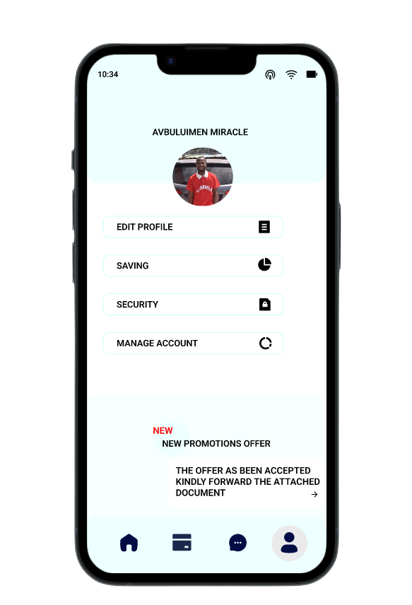 10:34
AVBULUIMEN MIRACLE
EDIT PROFILE
SAVING
SECURITY
MANAGE ACCOUNT
NEW
NEW PROMOTIONS OFFER
THE OFFER AS BEEN ACCEPTED
KINDLY FORWARD THE ATTACHED
DOCUMENT